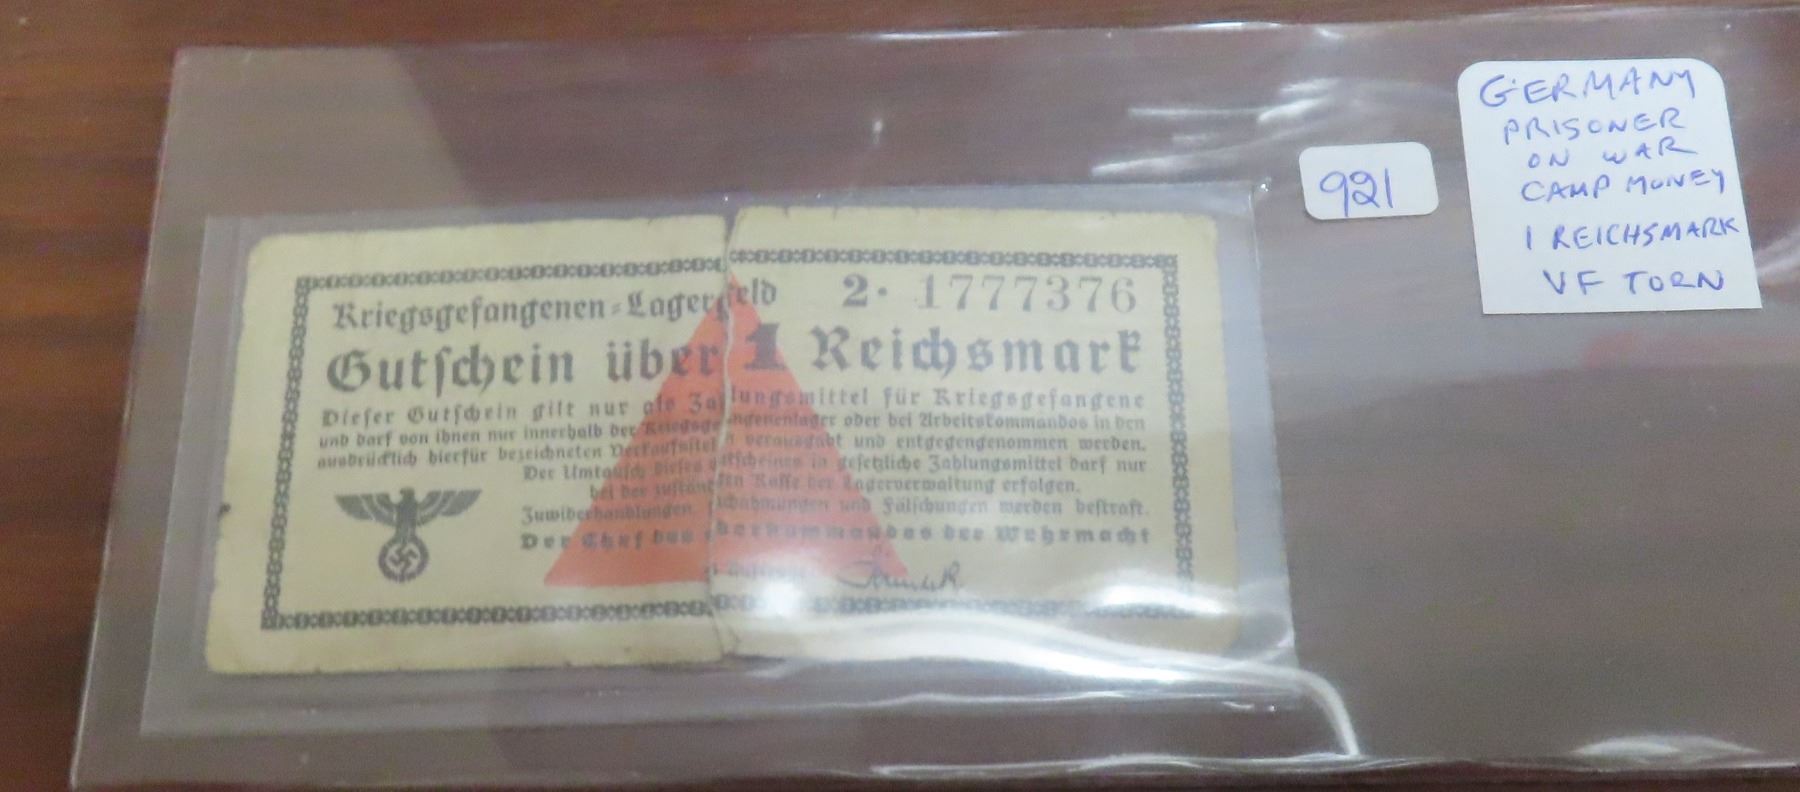 Kriegsgefangenen-Lagergeld 2 · 1777376
Gutschein über 1 Reichsmark
Dieser Gutschein gilt nur als Zahlungsmittel für Kriegsgefangene
und darf von ihnen nur innerhalb der Kriegsgefangenenlager oder bei Arbeitskommandos in den
ausdrücklich hierfür bezeichneten Verkaufsstellen verausgabt und entgegengenommen werden.
Der Umtausch dieses Gutscheines in gesetzliche Zahlungsmittel darf nur
bei der zuständigen Kasse der Lagerverwaltung erfolgen.
Zuwiderhandlungen, Nachahmungen und Fälschungen werden bestraft.
Der Chef des Oberkommandos der Wehrmacht
921
GERMANY
PRISONER
ON WAR
CAMP MONEY
1 REICHSMARK
VF TORN